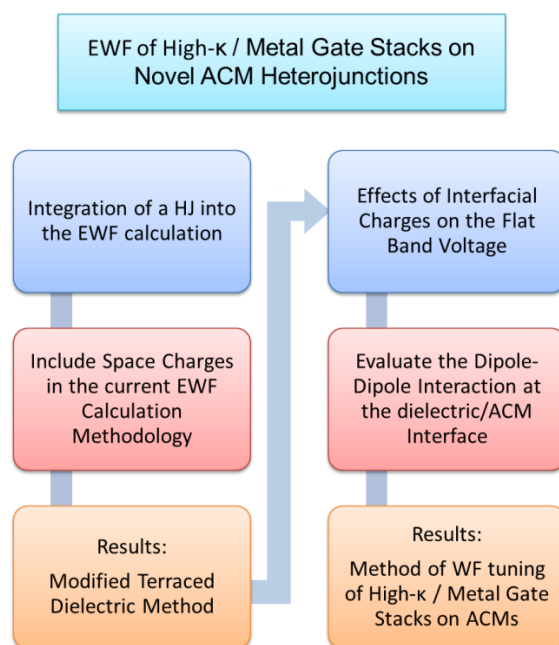 EWF of High-κ / Metal Gate Stacks on
Novel ACM Heterojunctions
Integration of a HJ into
the EWF calculation
Include Space Charges
in the current EWF
Calculation
Methodology
Results:
Modified Terraced
Dielectric Method
Effects of Interfacial
Charges on the Flat
Band Voltage
Evaluate the Dipole-
Dipole Interaction at
the dielectric/ACM
Interface
Results:
Method of WF tuning
of High-κ / Metal Gate
Stacks on ACMs